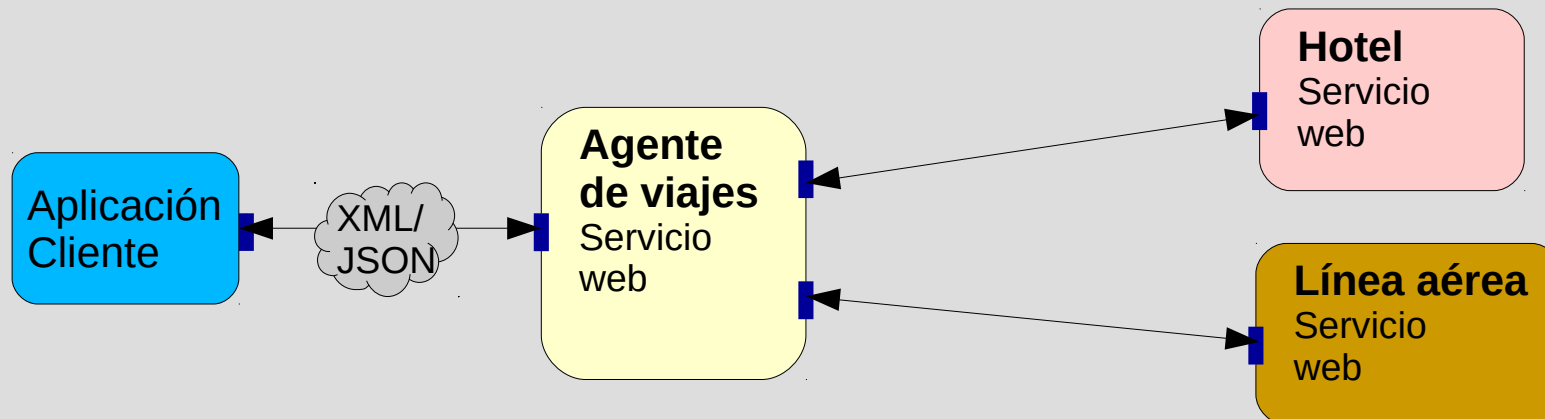 Aplicación
Cliente
XML/
JSON
Agente
de viajes
Servicio
web
Hotel
Servicio
web
Línea aérea
Servicio
web